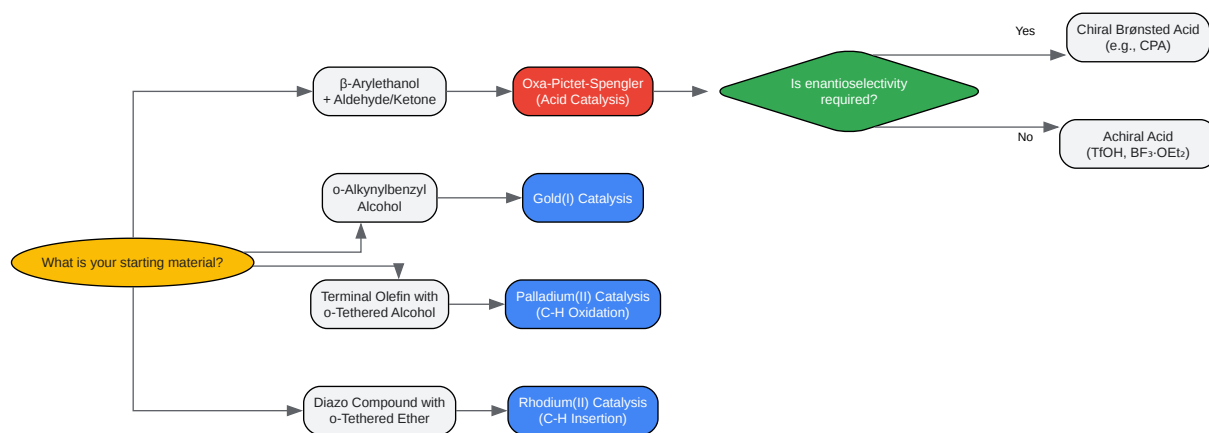 What is your starting material?
β-Arylethanol
+ Aldehyde/Ketone
Oxa-Pictet-Spengler
(Acid Catalysis)
Is enantioselectivity
required?
Yes
Chiral Brønsted Acid
(e.g., CPA)
No
Achiral Acid
(TfOH, BF₃·OEt₂)
o-Alkynylbenzyl
Alcohol
Gold(I) Catalysis
Terminal Olefin with
o-Tethered Alcohol
Palladium(II) Catalysis
(C-H Oxidation)
Diazo Compound with
o-Tethered Ether
Rhodium(II) Catalysis
(C-H Insertion)